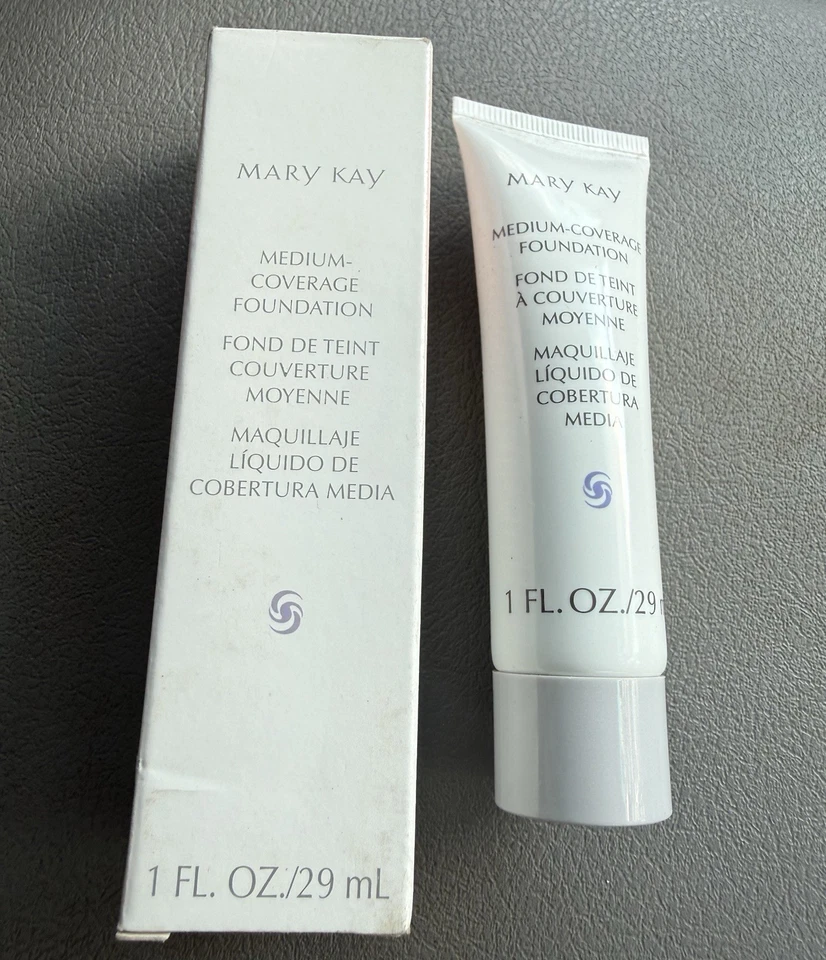 MARY KAY
MEDIUM-
COVERAGE
FOUNDATION
FOND DE TEINT
COUVERTURE
MOYENNE
MAQUILLAJE
LÍQUIDO DE
COBERTURA MEDIA
1 FL. OZ./29 mL
MARY KAY
MEDIUM-COVERAGE
FOUNDATION
FOND DE TEINT
À COUVERTURE
MOYENNE
MAQUILLAJE
LÍQUIDO DE
COBERTURA
MEDIA
1 FL. OZ./29